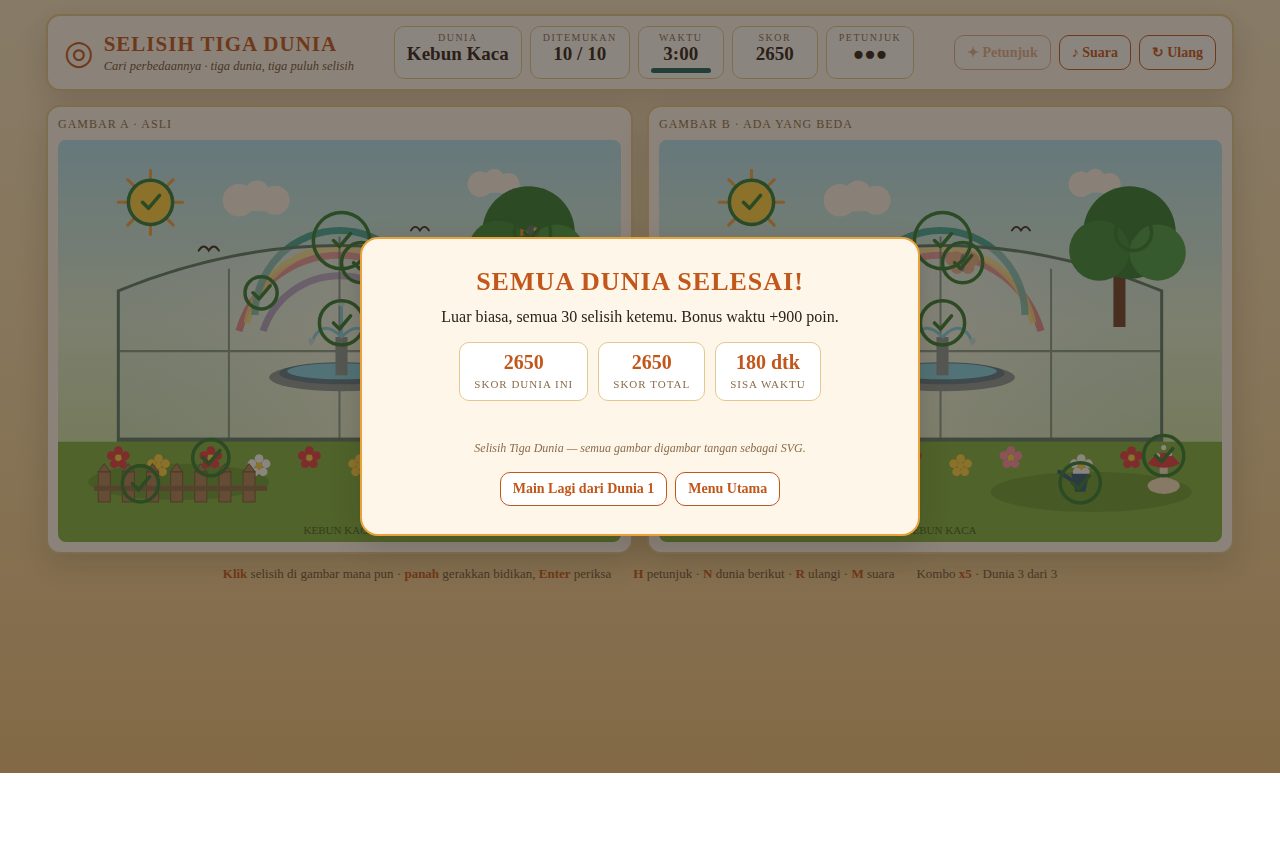 SELISIH TIGA DUNIA
Cari perbedaannya · tiga dunia, tiga puluh selisih
DUNIA
Kebun Kaca
DITEMUKAN
10 / 10
WAKTU
3:00
SKOR
2650
PETUNJUK
●●●
✦ Petunjuk
♪ Suara
↻ Ulang
GAMBAR A · ASLI
GAMBAR B · ADA YANG BEDA
SEMUA DUNIA SELESAI!
Luar biasa, semua 30 selisih ketemu. Bonus waktu +900 poin.
2650
SKOR DUNIA INI
2650
SKOR TOTAL
180 dtk
SISA WAKTU
Selisih Tiga Dunia — semua gambar digambar tangan sebagai SVG.
Main Lagi dari Dunia 1
Menu Utama
Klik selisih di gambar mana pun · panah gerakkan bidikan, Enter periksa H petunjuk · N dunia berikut · R ulangi · M suara Kombo x5 · Dunia 3 dari 3